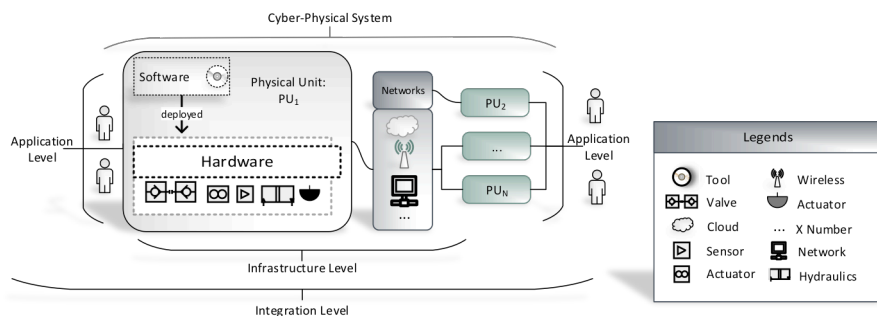 Cyber-Physical System
Software
Physical Unit:
PU1
deployed
Hardware
Application
Level
Networks
...
PU2
...
PUN
Application
Level
Infrastructure Level
Integration Level
Legends
Tool
Wireless
Valve
Actuator
Cloud
... X Number
Sensor
Network
Actuator
Hydraulics